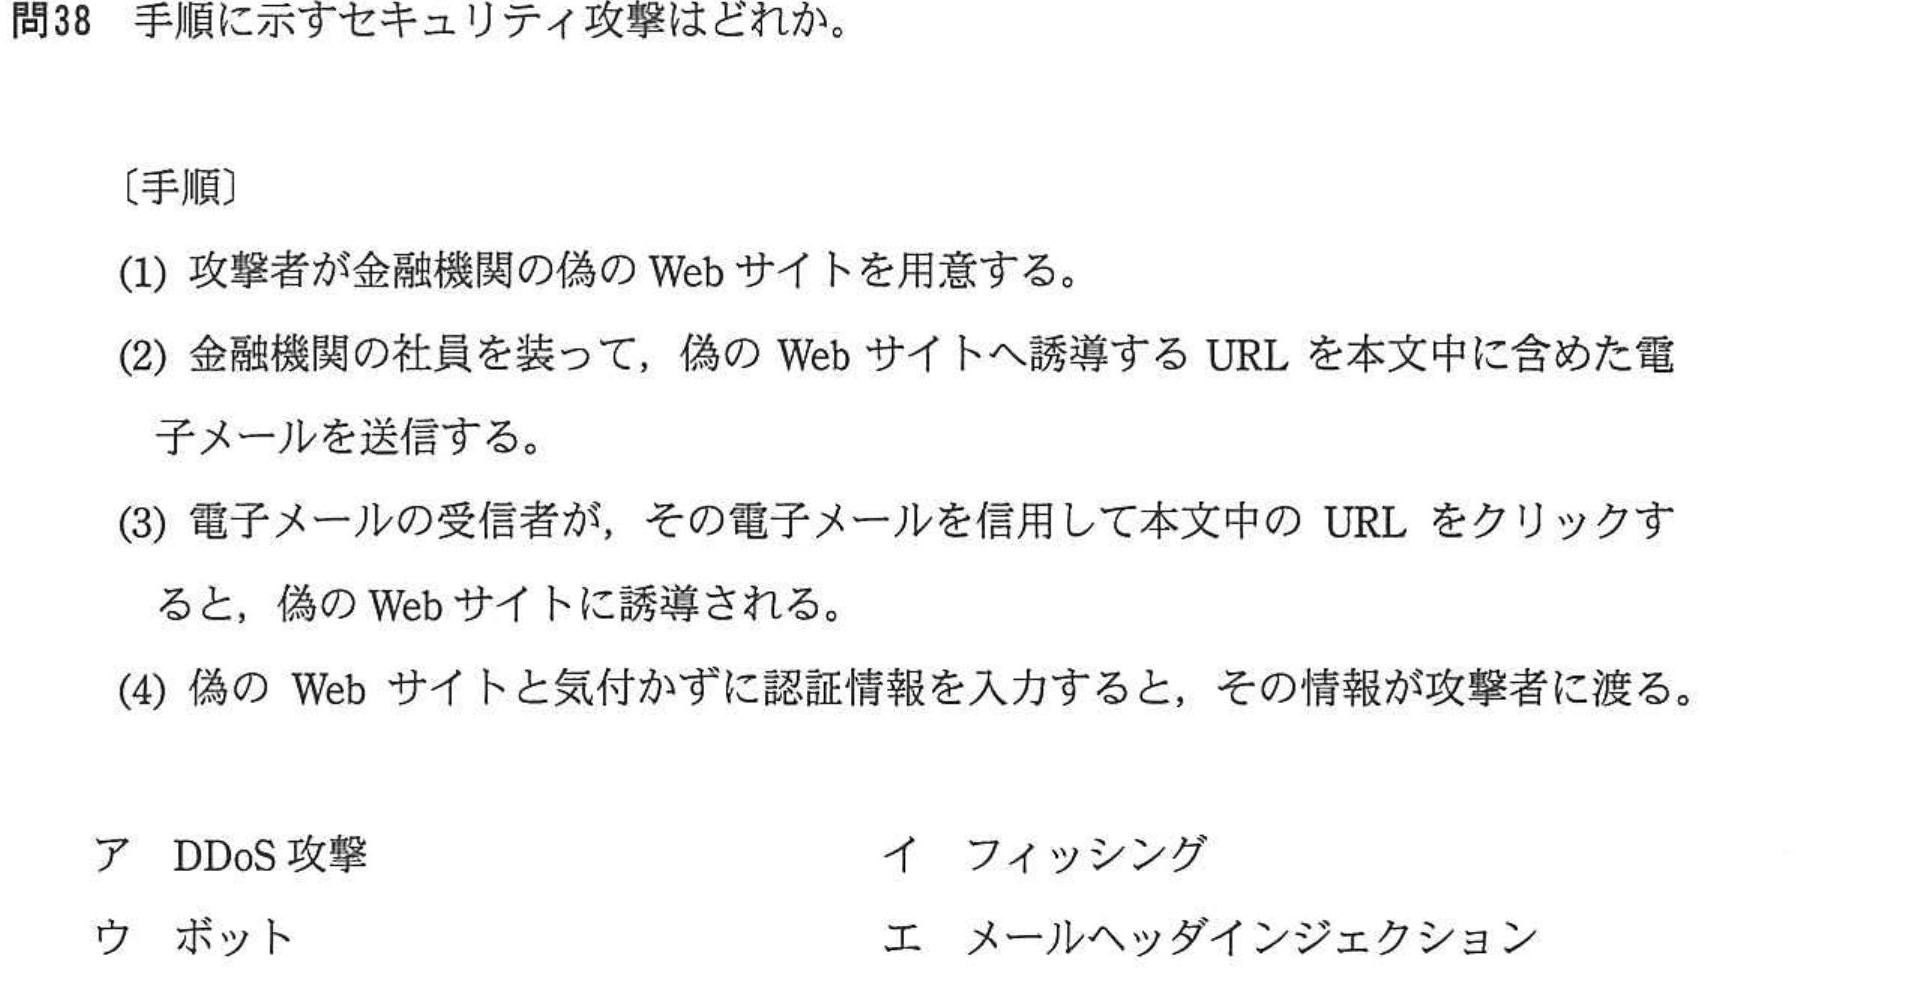 問38 手順に示すセキュリティ攻撃はどれか。
〔手順〕
(1) 攻撃者が金融機関の偽の Web サイトを用意する。
(2) 金融機関の社員を装って，偽の Web サイトへ誘導する URL を本文中に含めた電
子メールを送信する。
(3) 電子メールの受信者が，その電子メールを信用して本文中の URL をクリックす
ると，偽の Web サイトに誘導される。
(4) 偽の Web サイトと気付かずに認証情報を入力すると，その情報が攻撃者に渡る。
ア DDoS 攻撃 イ フィッシング
ウ ボット エ メールヘッダインジェクション